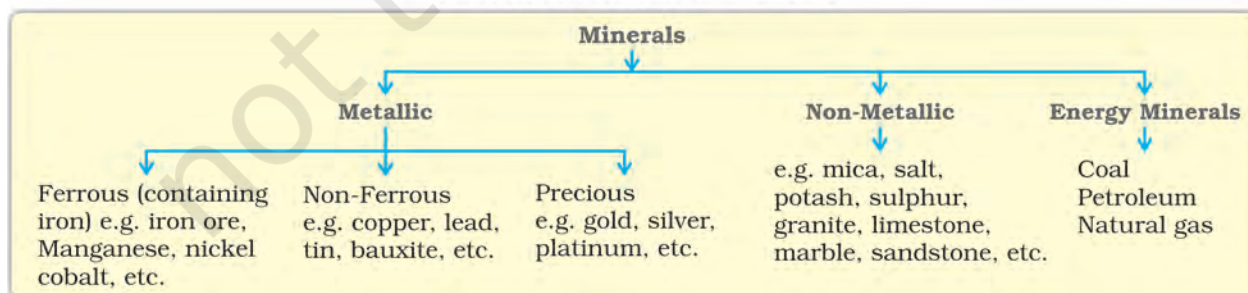 Minerals
Metallic
Non-Metallic
Energy Minerals
Ferrous (containing
iron) e.g. iron ore,
Manganese, nickel
cobalt, etc.
Non-Ferrous
e.g. copper, lead,
tin, bauxite, etc.
Precious
e.g. gold, silver,
platinum, etc.
e.g. mica, salt,
potash, sulphur,
granite, limestone,
marble, sandstone, etc.
Coal
Petroleum
Natural gas
not